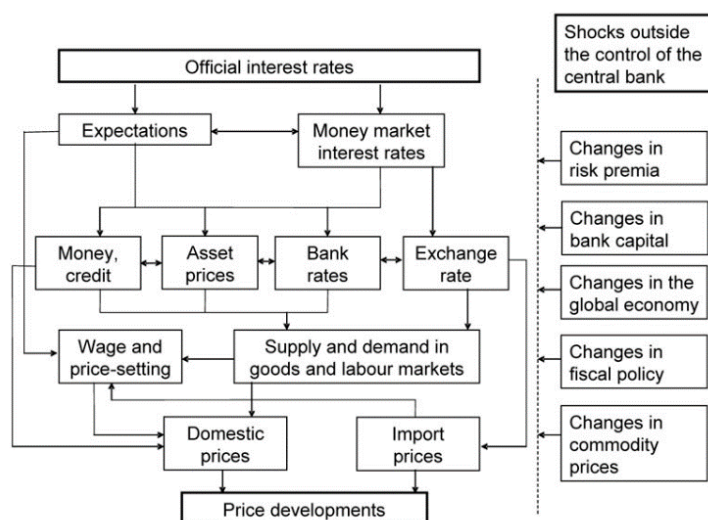 Official interest rates
Shocks outside
the control of the
central bank
Expectations
Money market
interest rates
Changes in
risk premia
Money,
credit
Asset
prices
Bank
rates
Exchange
rate
Changes in
bank capital
Changes in the
global economy
Wage and
price-setting
Supply and demand in
goods and labour markets
Changes in
fiscal policy
Domestic
prices
Import
prices
Changes in
commodity
prices
Price developments